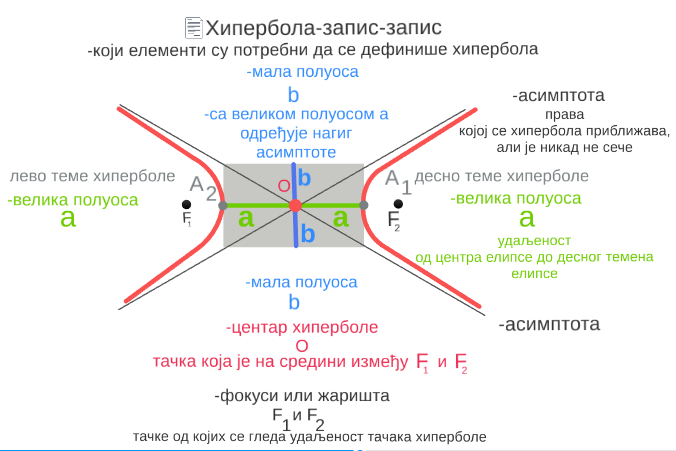 Хипербола-запис-запис
-који елементи су потребни да се дефинише хипербола
-мала полуоса
b
-са великом полуосом а
одређује нагиг
асимптоте
-асимптота
права
којој се хипербола приближава,
али је никад не сече
лево теме хиперболе
A2
-велика полуоса
a
F1
O
b
a
a
b
A1
десно теме хиперболе
-велика полуоса
a
F2
удаљеност
од центра елипсе до десног темена
елипсе
-мала полуоса
b
-асимптота
-центар хиперболе
O
тачка која је на средини између F1 и F2
-фокуси или жаришта
F1 и F2
тачке од којих се гледа удаљеност тачака хиперболе